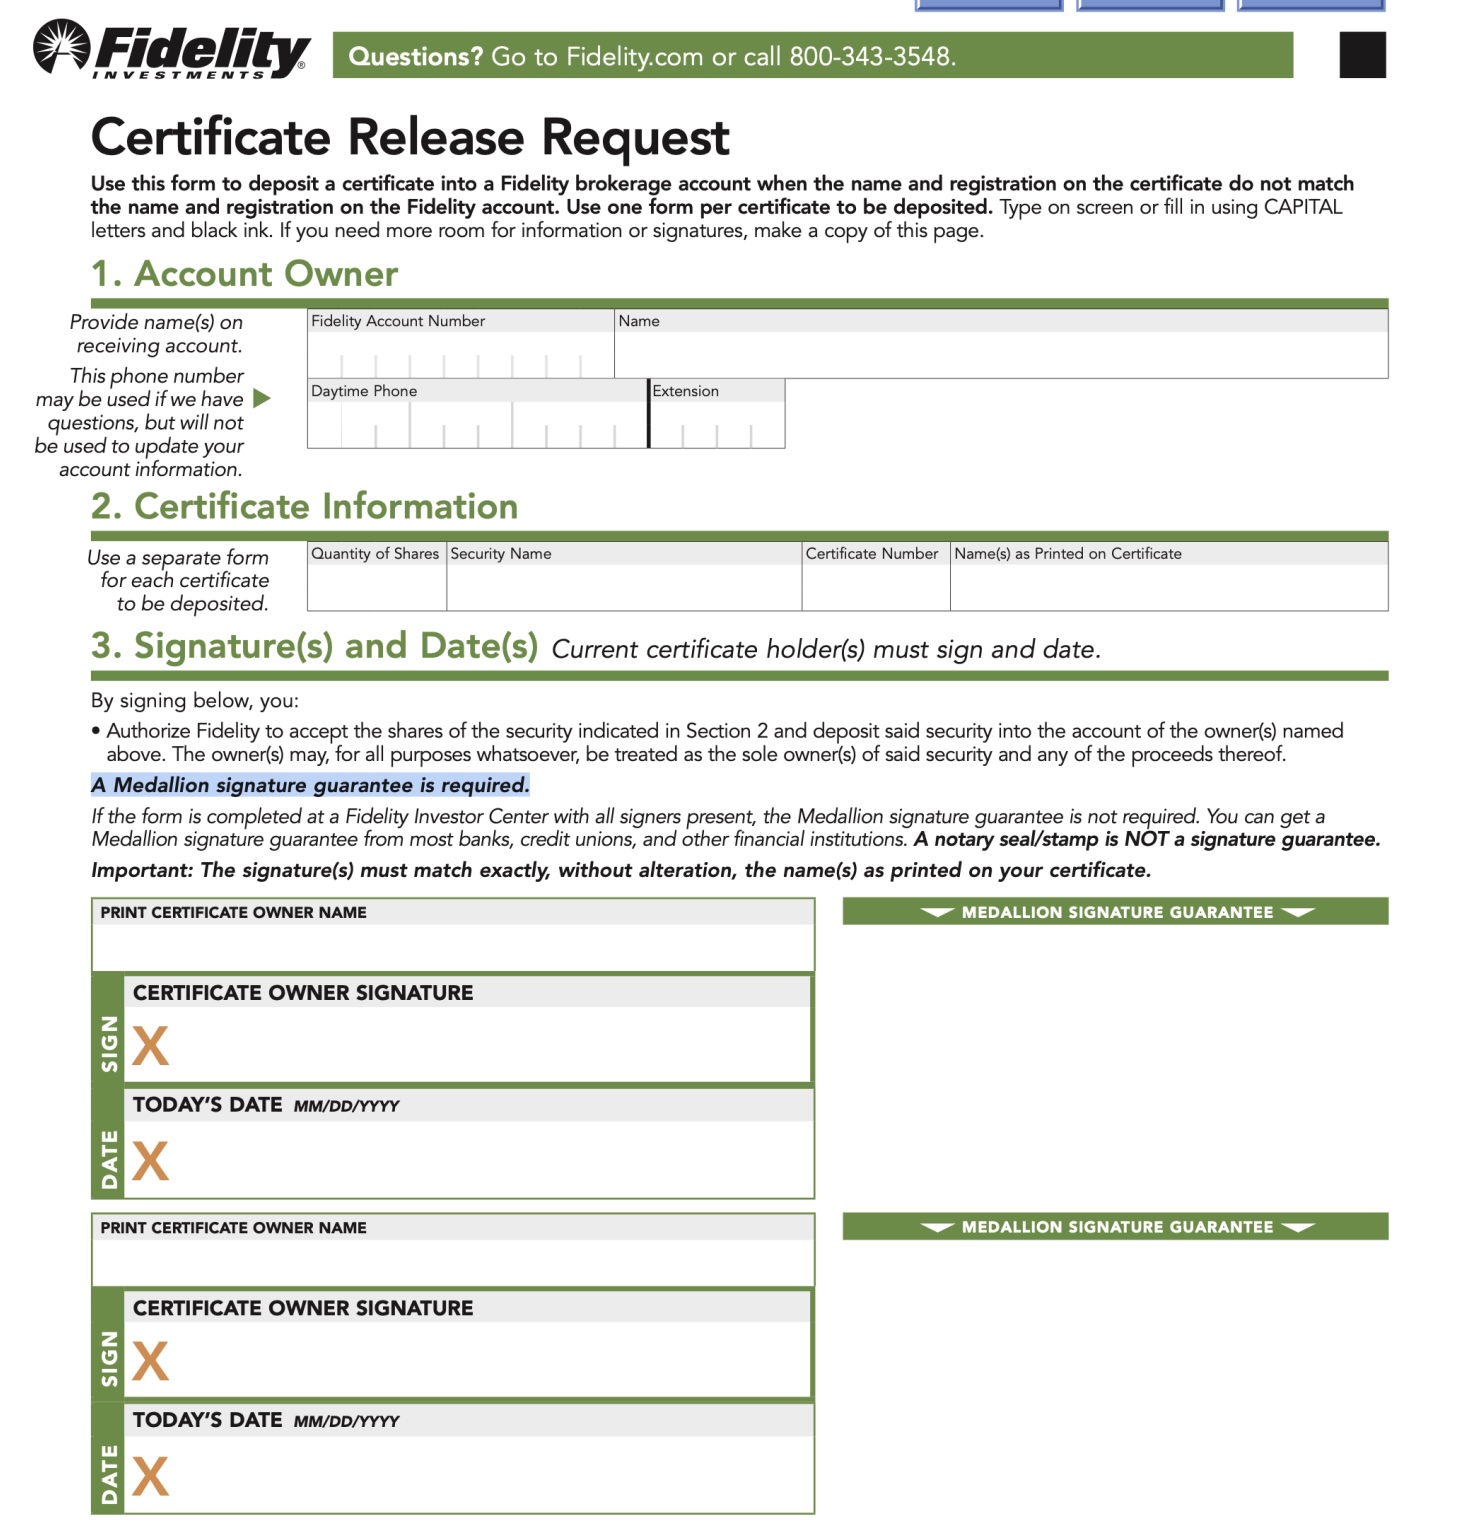 Fidelity
INVESTMENTS®
Questions? Go to Fidelity.com or call 800-343-3548.
Certificate Release Request
Use this form to deposit a certificate into a Fidelity brokerage account when the name and registration on the certificate do not match
the name and registration on the Fidelity account. Use one form per certificate to be deposited. Type on screen or fill in using CAPITAL
letters and black ink. If you need more room for information or signatures, make a copy of this page.
1. Account Owner
Provide name(s) on
receiving account.
This phone number
may be used if we have
questions, but will not
be used to update your
account information.
Fidelity Account Number
Name
Daytime Phone
Extension
2. Certificate Information
Use a separate form
for each certificate
to be deposited.
Quantity of Shares
Security Name
Certificate Number
Name(s) as Printed on Certificate
3. Signature(s) and Date(s) Current certificate holder(s) must sign and date.
By signing below, you:
• Authorize Fidelity to accept the shares of the security indicated in Section 2 and deposit said security into the account of the owner(s) named
above. The owner(s) may, for all purposes whatsoever, be treated as the sole owner(s) of said security and any of the proceeds thereof.
A Medallion signature guarantee is required.
If the form is completed at a Fidelity Investor Center with all signers present, the Medallion signature guarantee is not required. You can get a
Medallion signature guarantee from most banks, credit unions, and other financial institutions. A notary seal/stamp is NOT a signature guarantee.
Important: The signature(s) must match exactly, without alteration, the name(s) as printed on your certificate.
PRINT CERTIFICATE OWNER NAME
MEDALLION SIGNATURE GUARANTEE
SIGN
CERTIFICATE OWNER SIGNATURE
X
DATE
TODAY'S DATE MM/DD/YYYY
X
PRINT CERTIFICATE OWNER NAME
MEDALLION SIGNATURE GUARANTEE
SIGN
CERTIFICATE OWNER SIGNATURE
X
DATE
TODAY'S DATE MM/DD/YYYY
X